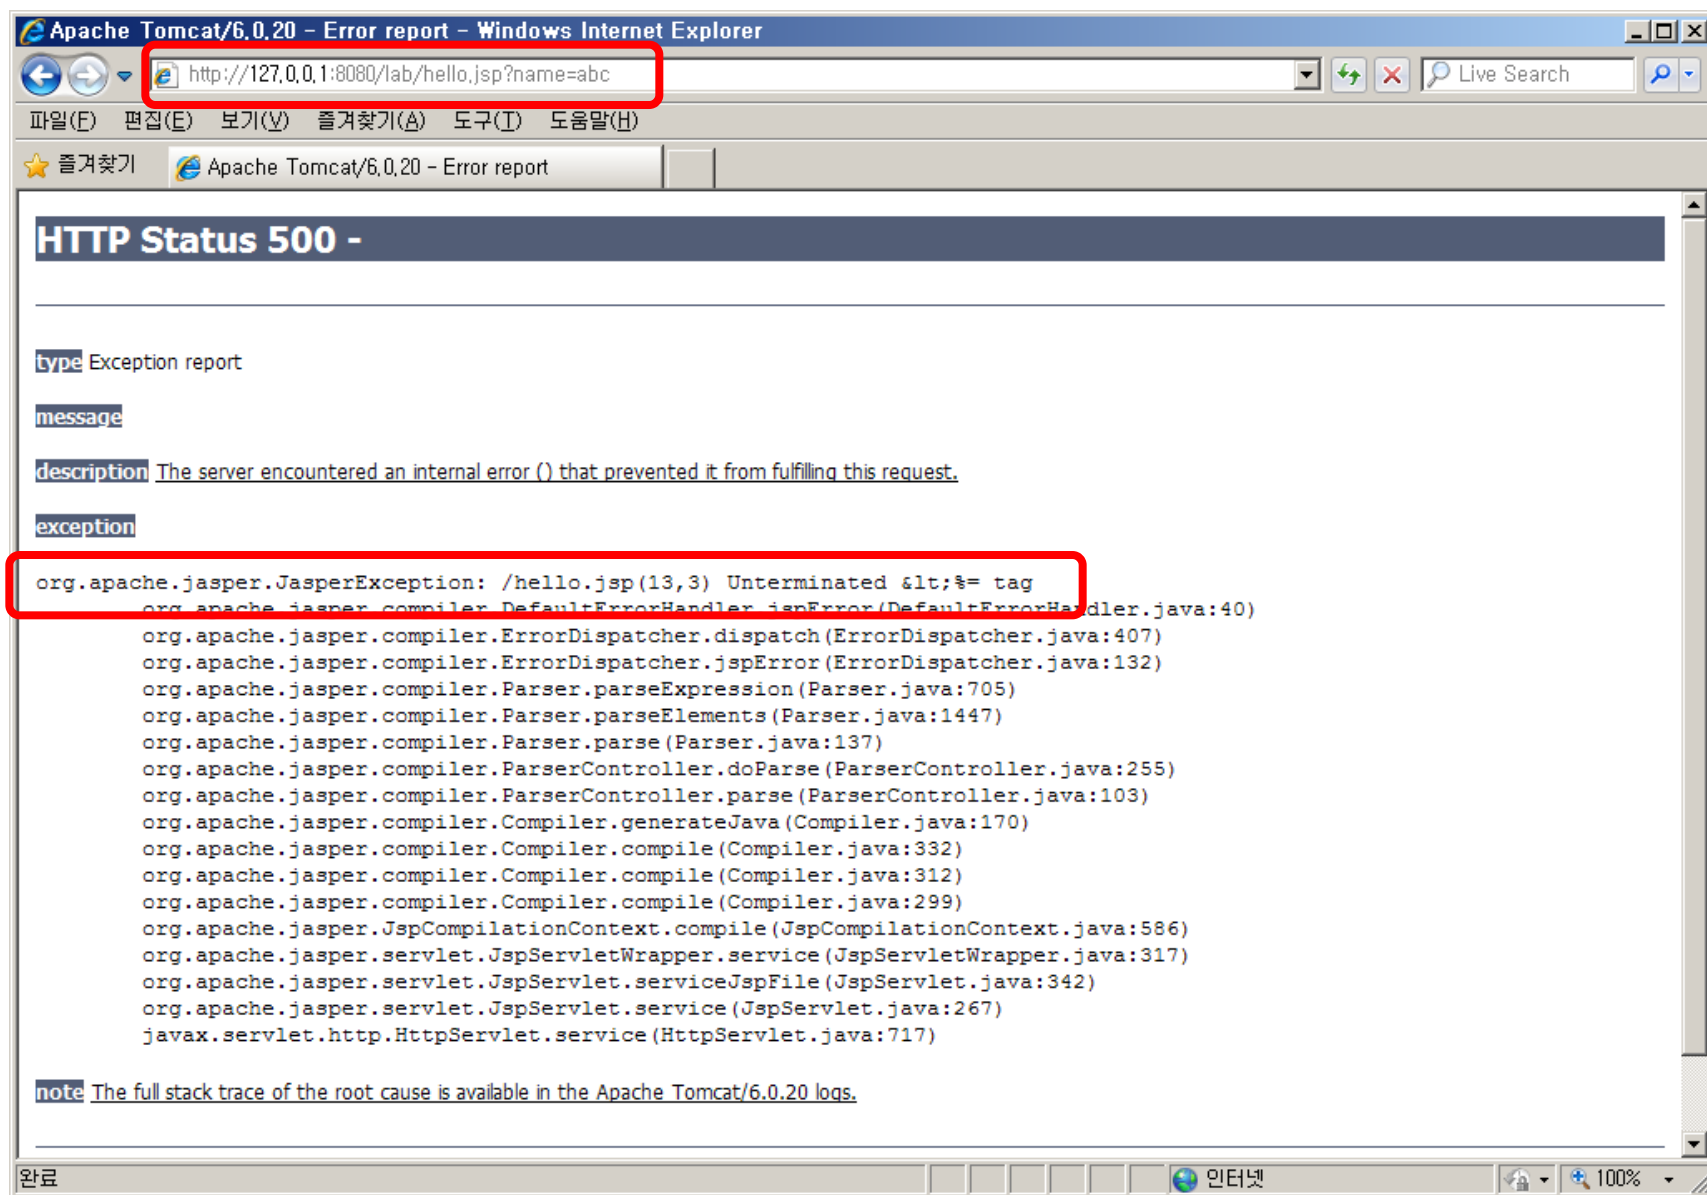 Apache Tomcat/6.0.20 - Error report - Windows Internet Explorer
http://127.0.0.1:8080/lab/hello.jsp?name=abc
Live Search
파일(F) 편집(E) 보기(V) 즐겨찾기(A) 도구(T) 도움말(H)
즐겨찾기 Apache Tomcat/6.0.20 - Error report
HTTP Status 500 -
type Exception report
message
description The server encountered an internal error () that prevented it from fulfilling this request.
exception
org.apache.jasper.JasperException: /hello.jsp(13,3) Unterminated &lt;%= tag
org.apache.jasper.compiler.DefaultErrorHandler.jspError(DefaultErrorHandler.java:40)
org.apache.jasper.compiler.ErrorDispatcher.dispatch(ErrorDispatcher.java:407)
org.apache.jasper.compiler.ErrorDispatcher.jspError(ErrorDispatcher.java:132)
org.apache.jasper.compiler.Parser.parseExpression(Parser.java:705)
org.apache.jasper.compiler.Parser.parseElements(Parser.java:1447)
org.apache.jasper.compiler.Parser.parse(Parser.java:137)
org.apache.jasper.compiler.ParserController.doParse(ParserController.java:255)
org.apache.jasper.compiler.ParserController.parse(ParserController.java:103)
org.apache.jasper.compiler.Compiler.generateJava(Compiler.java:170)
org.apache.jasper.compiler.Compiler.compile(Compiler.java:332)
org.apache.jasper.compiler.Compiler.compile(Compiler.java:312)
org.apache.jasper.compiler.Compiler.compile(Compiler.java:299)
org.apache.jasper.JspCompilationContext.compile(JspCompilationContext.java:586)
org.apache.jasper.servlet.JspServletWrapper.service(JspServletWrapper.java:317)
org.apache.jasper.servlet.JspServlet.serviceJspFile(JspServlet.java:342)
org.apache.jasper.servlet.JspServlet.service(JspServlet.java:267)
javax.servlet.http.HttpServlet.service(HttpServlet.java:717)
note The full stack trace of the root cause is available in the Apache Tomcat/6.0.20 logs.
완료 인터넷 100%